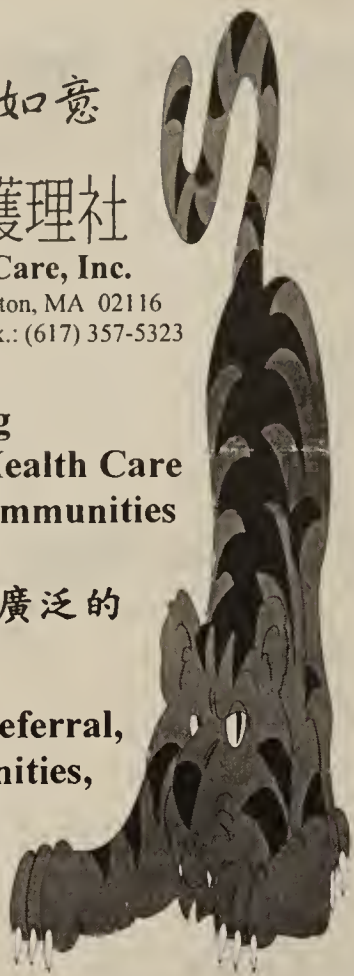 如意
護理社
Care, Inc.
ton, MA 02116
x.: (617) 357-5323
g
Health Care
mmunities
廣泛的
eferral,
nities,